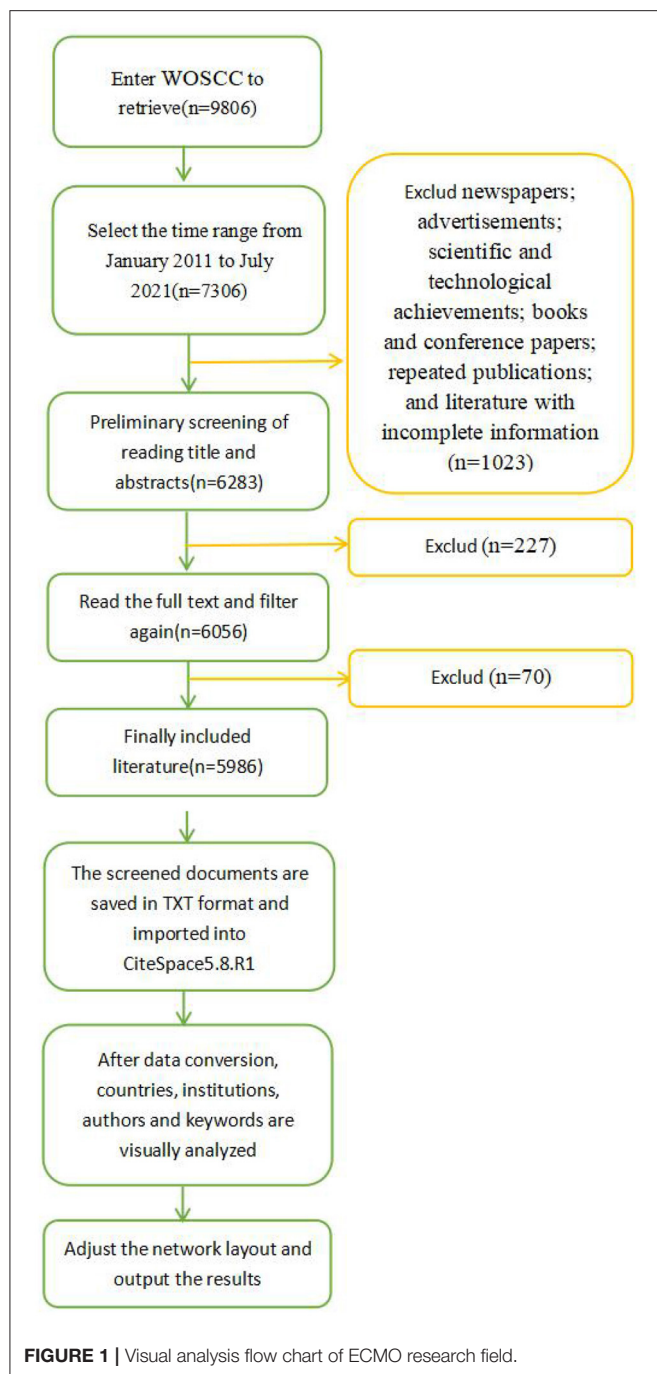 Enter WOSCC to
retrieve(n=9806)
Select the time range from
January 2011 to July
2021(n=7306)
Exclud newspapers;
advertisements;
scientific and
technological
achievements; books
and conference papers;
repeated publications;
and literature with
incomplete information
(n=1023)
Preliminary screening of
reading title and
abstracts(n=6283)
Exclud (n=227)
Read the full text and filter
again(n=6056)
Exclud (n=70)
Finally included
literature(n=5986)
The screened documents are
saved in TXT format and
imported into
CiteSpace5.8.R1
After data conversion,
countries, institutions,
authors and keywords are
visually analyzed
Adjust the network layout and
output the results
FIGURE 1 | Visual analysis flow chart of ECMO research field.